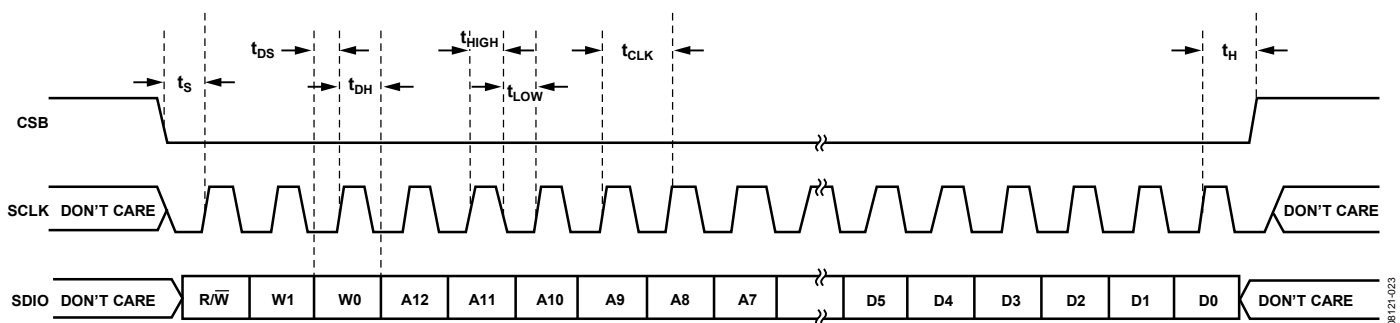 tDS tHIGH tCLK tH
tS tDH tLOW
CSB
SCLK DON'T CARE DON'T CARE
SDIO DON'T CARE R/W̅ W1 W0 A12 A11 A10 A9 A8 A7 D5 D4 D3 D2 D1 D0 DON'T CARE
08121-023